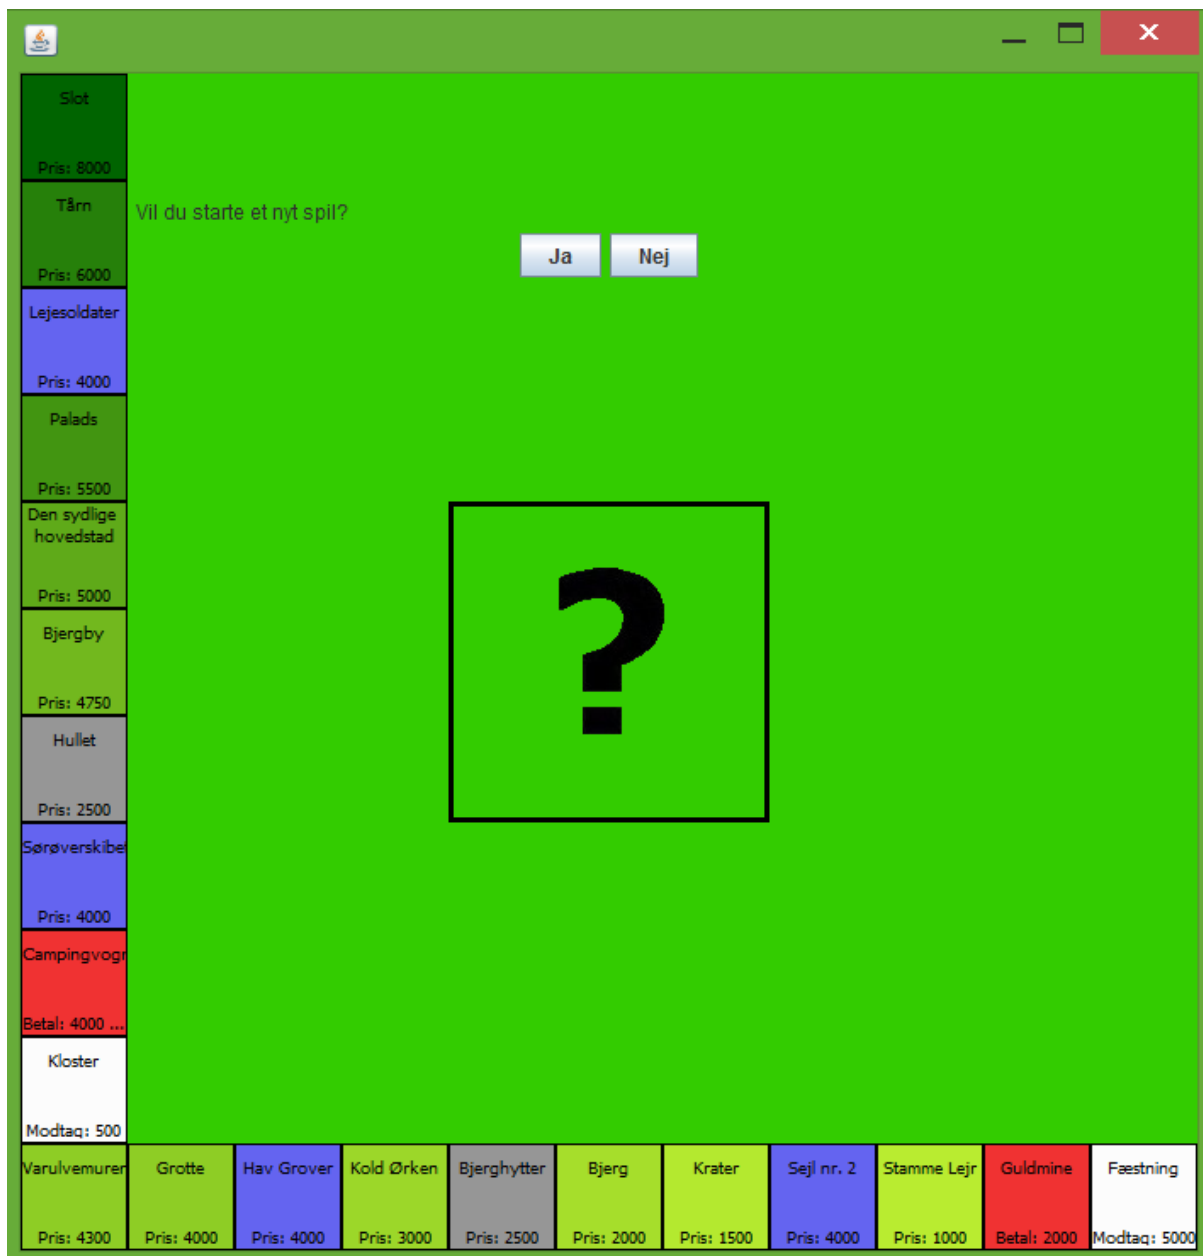 Slot
Pris: 8000
Tårn
Pris: 6000
Vil du starte et nyt spil?
Ja
Nej
Lejesoldater
Pris: 4000
Palads
Pris: 5500
Den sydlige
hovedstad
Pris: 5000
Bjergby
Pris: 4750
?
Hullet
Pris: 2500
Sørøverskibet
Pris: 4000
Campingvogn
Betal: 4000 ...
Kloster
Modtag: 500
Varulvemuren
Pris: 4300
Grotte
Pris: 4000
Hav Grover
Pris: 4000
Kold Ørken
Pris: 3000
Bjerghytter
Pris: 2500
Bjerg
Pris: 2000
Krater
Pris: 1500
Sejl nr. 2
Pris: 4000
Stamme Lejr
Pris: 1000
Guldmine
Betal: 2000
Fæstning
Modtag: 5000